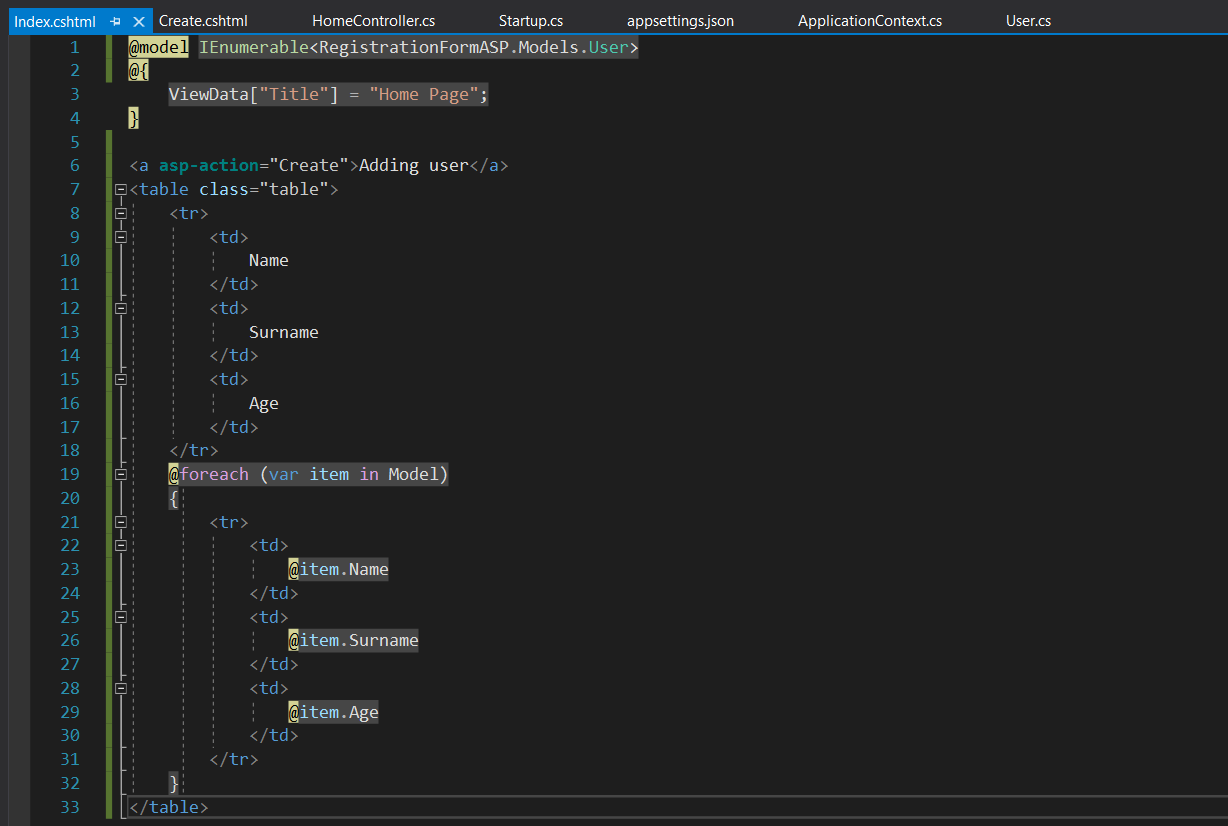 Index.cshtml Create.cshtml HomeController.cs Startup.cs appsettings.json ApplicationContext.cs User.cs
1 @model IEnumerable<RegistrationFormASP.Models.User>
2 @{
3 ViewData["Title"] = "Home Page";
4 }
5
6 <a asp-action="Create">Adding user</a>
7 <table class="table">
8 <tr>
9 <td>
10 Name
11 </td>
12 <td>
13 Surname
14 </td>
15 <td>
16 Age
17 </td>
18 </tr>
19 @foreach (var item in Model)
20 {
21 <tr>
22 <td>
23 @item.Name
24 </td>
25 <td>
26 @item.Surname
27 </td>
28 <td>
29 @item.Age
30 </td>
31 </tr>
32 }
33 </table>